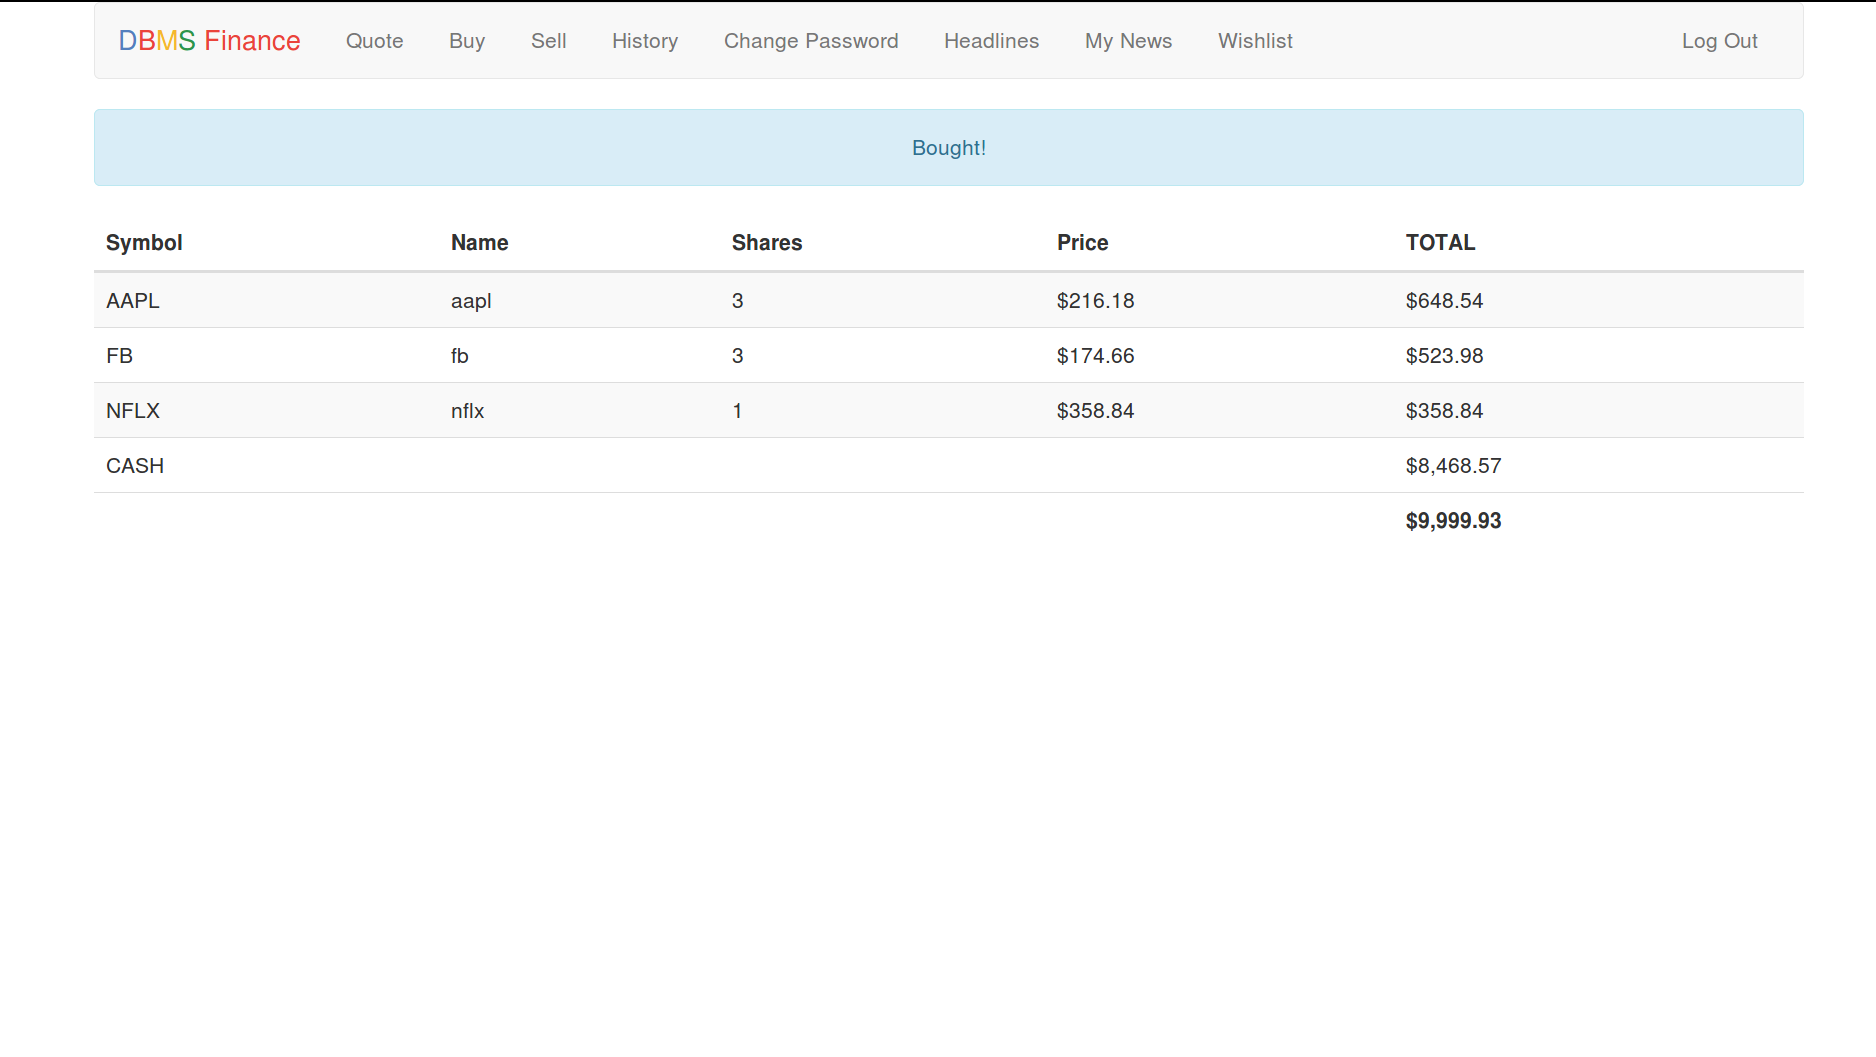 DBMS Finance Quote Buy Sell History Change Password Headlines My News Wishlist Log Out
Bought!
Symbol Name Shares Price TOTAL
AAPL aapl 3 $216.18 $648.54
FB fb 3 $174.66 $523.98
NFLX nflx 1 $358.84 $358.84
CASH $8,468.57
$9,999.93